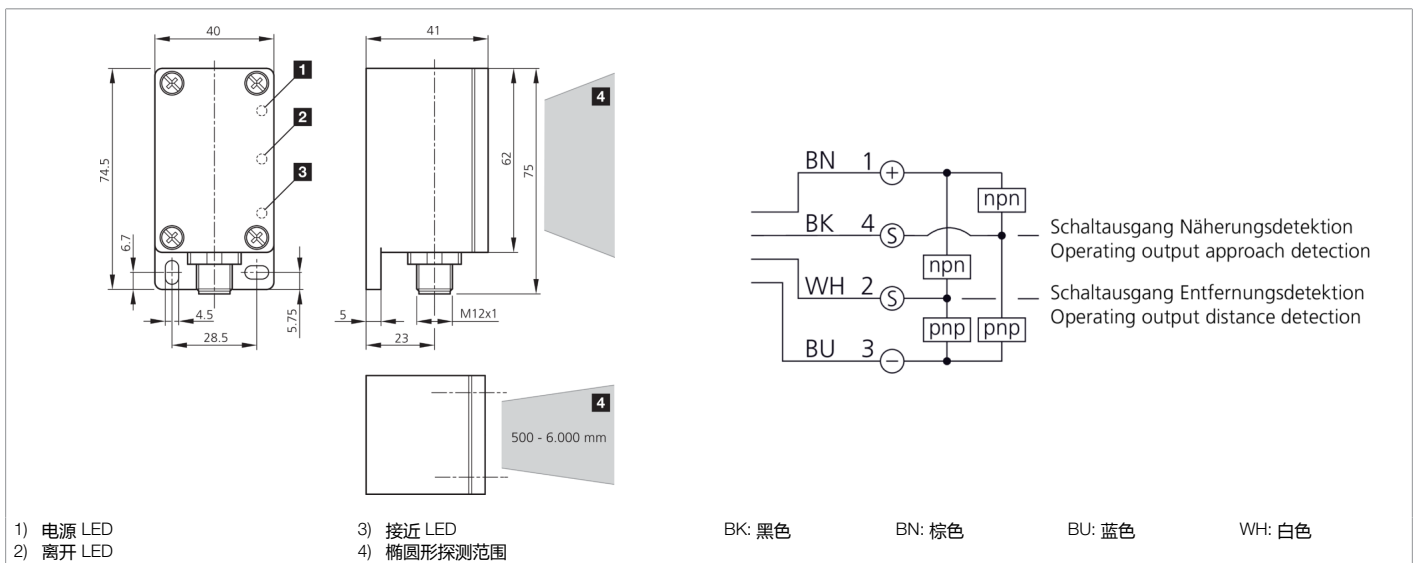 40
41
1
2
3
4
74.5
6.7
4.5
28.5
5.75
62
75
5
23
M12x1
4
500 - 6.000 mm
BN 1 +
npn
BK 4 S
Schaltausgang Näherungsdetektion
Operating output approach detection
npn
WH 2 S
Schaltausgang Entfernungsdetektion
Operating output distance detection
pnp pnp
BU 3 −
1) 电源 LED
2) 离开 LED
3) 接近 LED
4) 椭圆形探测范围
BK: 黑色 BN: 棕色 BU: 蓝色 WH: 白色